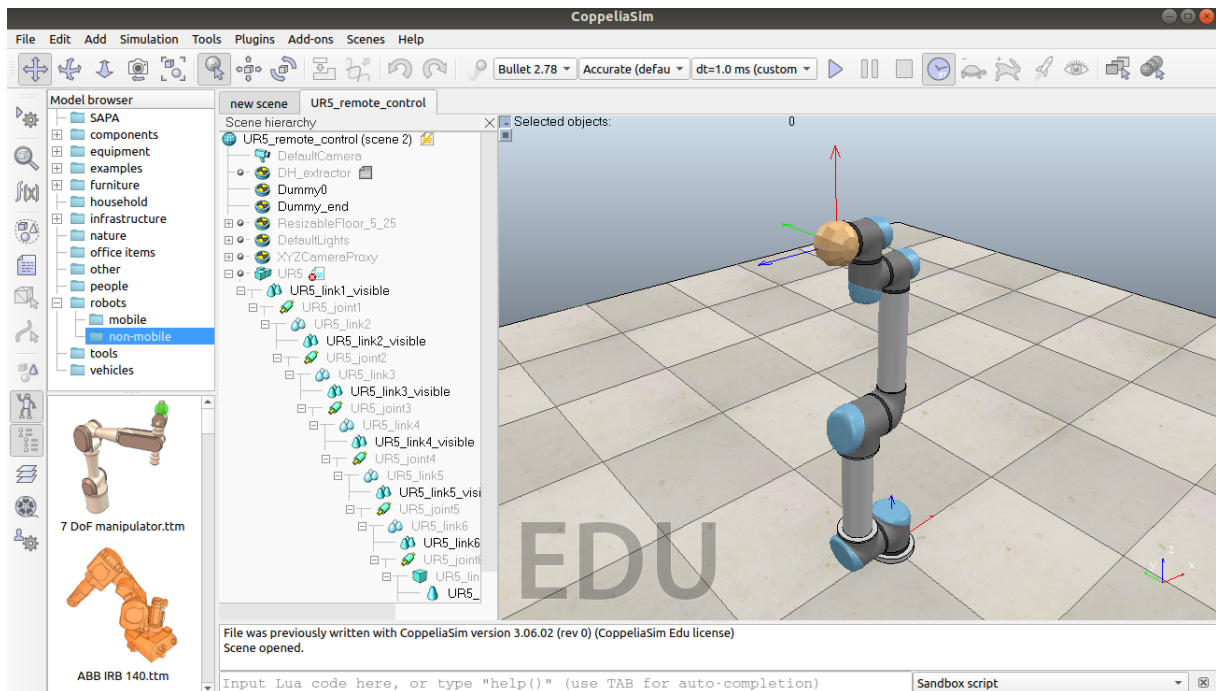 CoppeliaSim
File Edit Add Simulation Tools Plugins Add-ons Scenes Help
Bullet 2.78 Accurate (defau dt=1.0 ms (custom
Model browser
SAPA
components
equipment
examples
furniture
household
infrastructure
nature
office items
other
people
robots
mobile
non-mobile
tools
vehicles
7 DoF manipulator.ttm
ABB IRB 140.ttm
new scene UR5_remote_control
Scene hierarchy
UR5_remote_control (scene 2)
DefaultCamera
DH_extractor
Dummy0
Dummy_end
ResizableFloor_5_25
DefaultLights
XYZCameraProxy
UR5
UR5_link1_visible
UR5_joint1
UR5_link2
UR5_link2_visible
UR5_joint2
UR5_link3
UR5_link3_visible
UR5_joint3
UR5_link4
UR5_link4_visible
UR5_joint4
UR5_link5
UR5_link5_visi
UR5_joint5
UR5_link6
UR5_link6
UR5_joint
UR5_lin
UR5_
Selected objects: 0
EDU
z
y
x
File was previously written with CoppeliaSim version 3.06.02 (rev 0) (CoppeliaSim Edu license)
Scene opened.
Input Lua code here, or type "help()" (use TAB for auto-completion) Sandbox script
f(x)